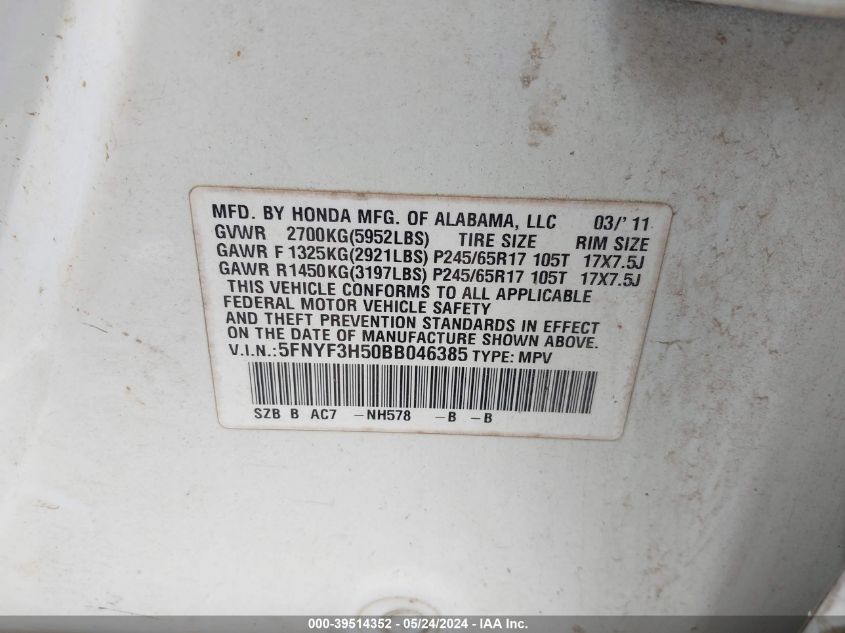 MFD. BY HONDA MFG. OF ALABAMA, LLC 03/'11
GVWR 2700KG(5952LBS) TIRE SIZE RIM SIZE
GAWR F 1325KG(2921LBS) P245/65R17 105T 17X7.5J
GAWR R1450KG(3197LBS) P245/65R17 105T 17X7.5J
THIS VEHICLE CONFORMS TO ALL APPLICABLE
FEDERAL MOTOR VEHICLE SAFETY
AND THEFT PREVENTION STANDARDS IN EFFECT
ON THE DATE OF MANUFACTURE SHOWN ABOVE.
V.I.N.:5FNYF3H50BB046385 TYPE: MPV
SZB B AC7 -NH578 -B -B
000-39514352 - 05/24/2024 - IAA Inc.